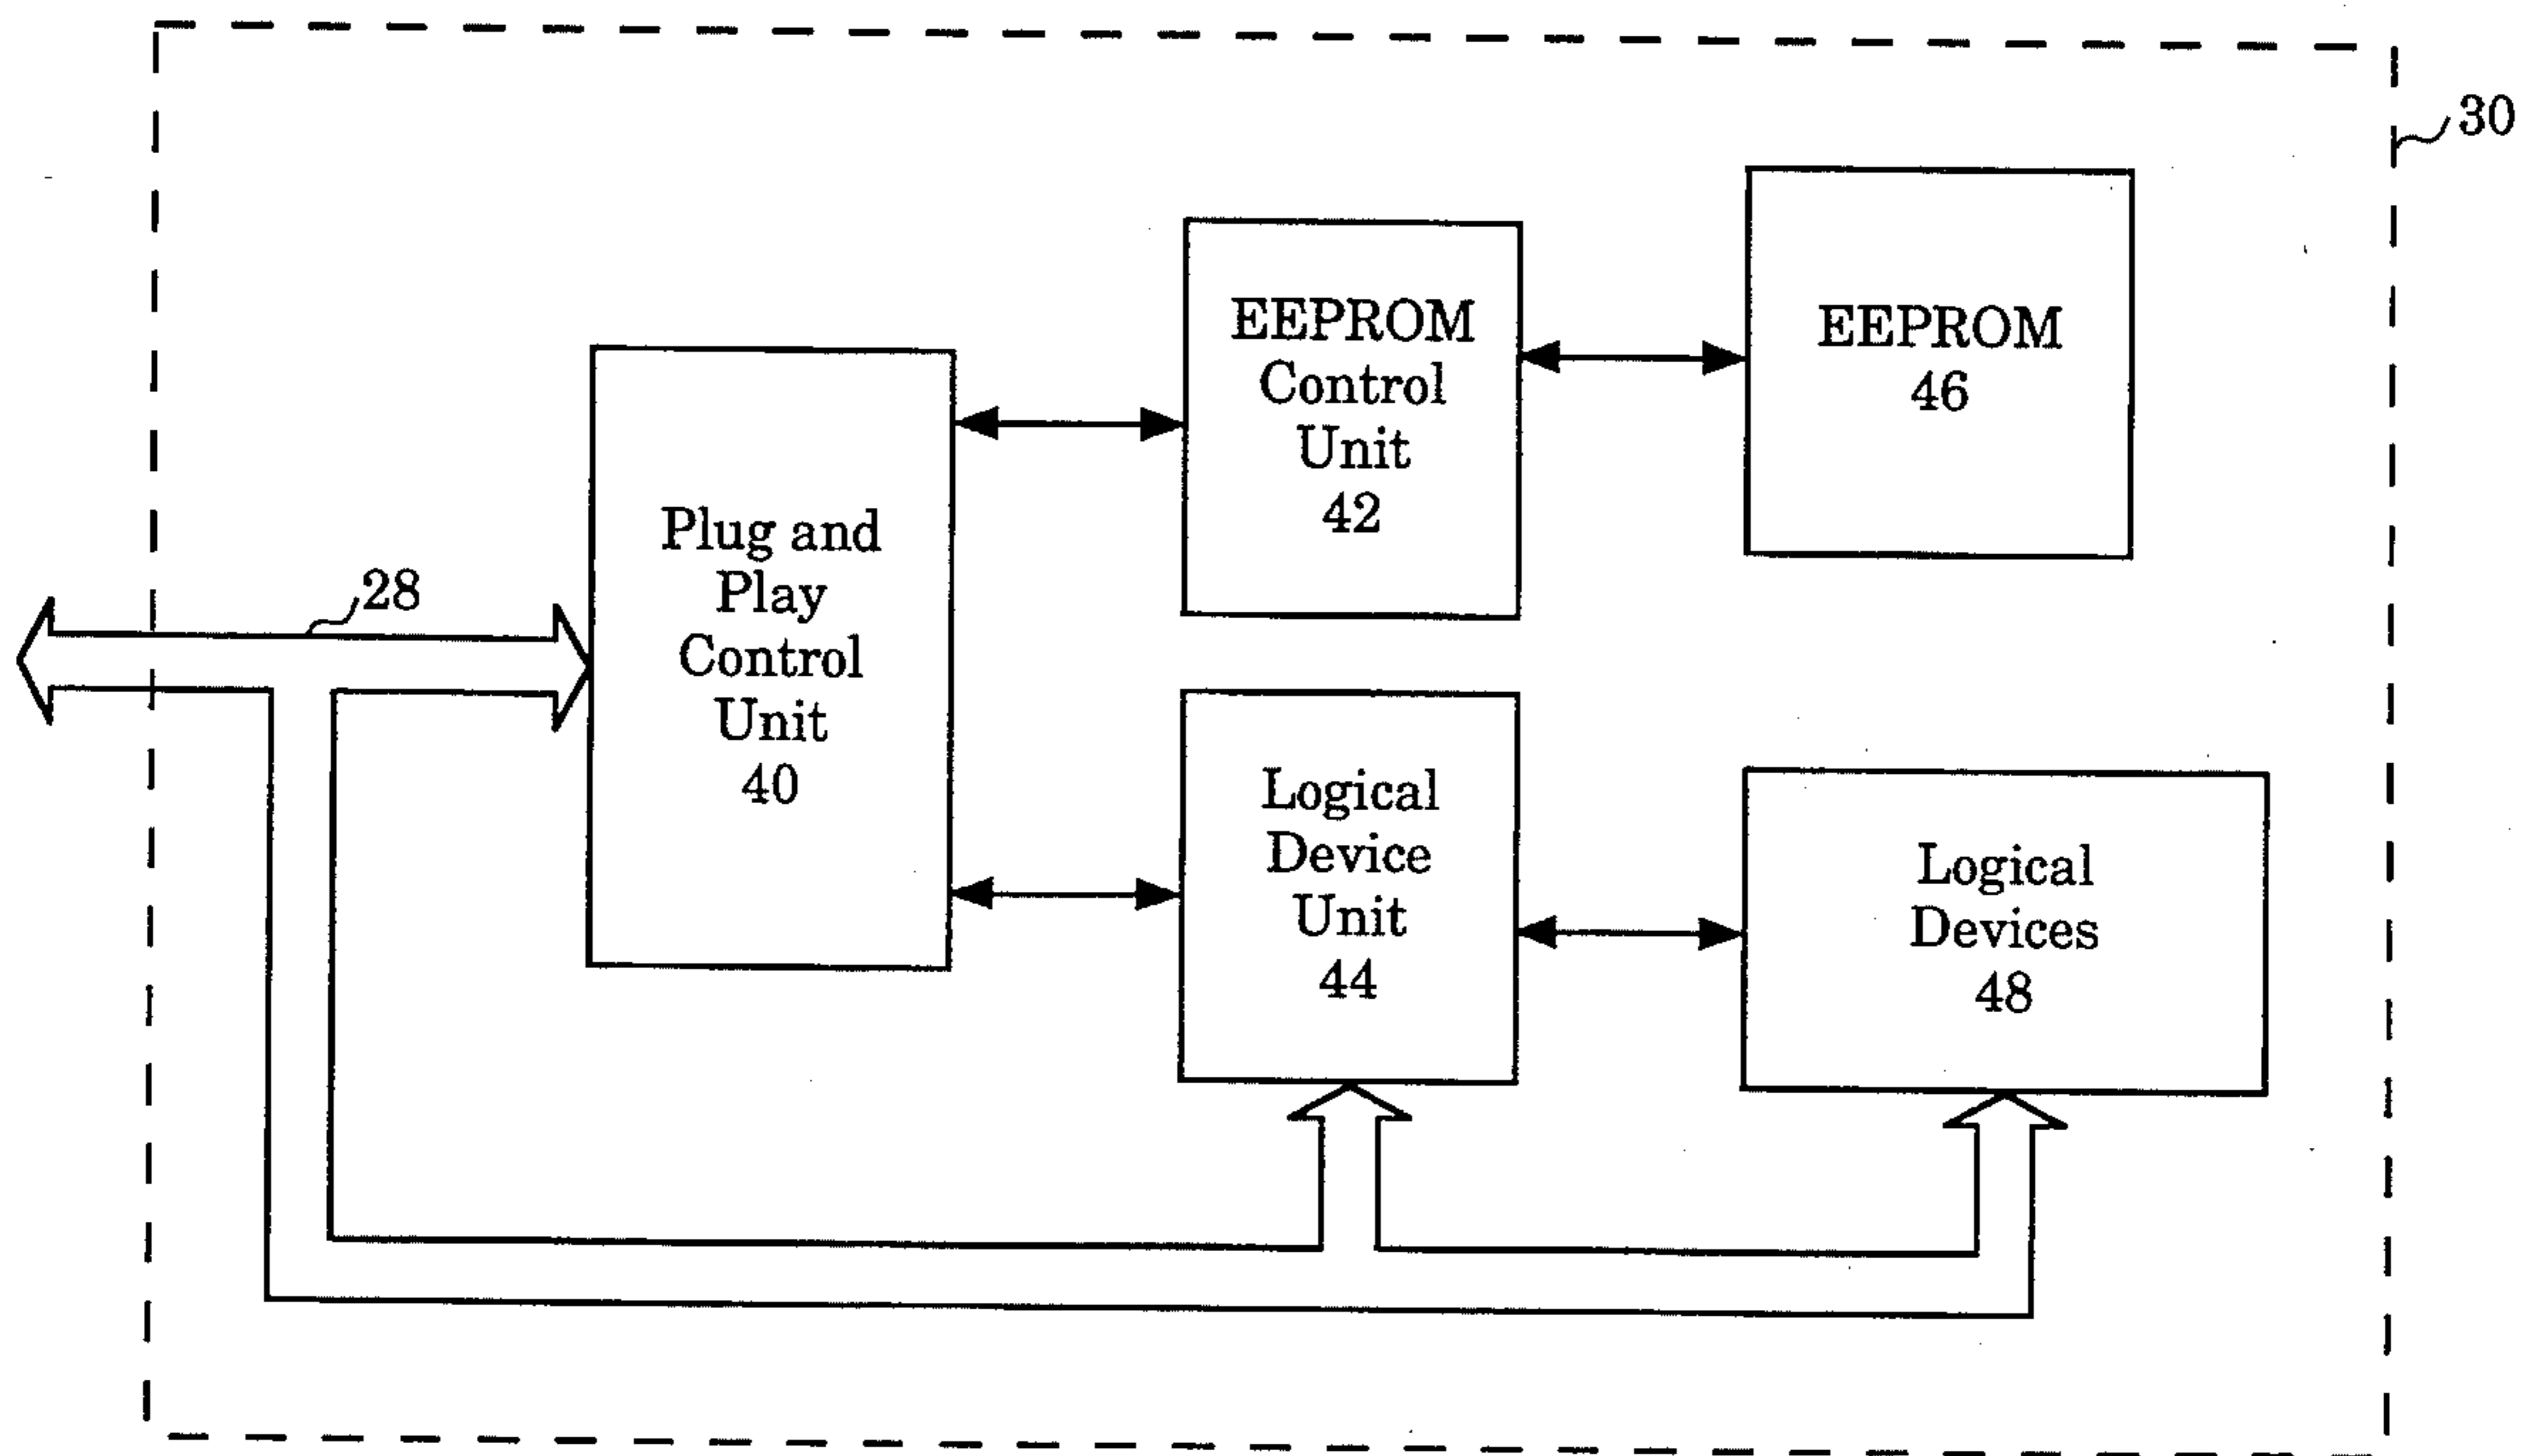 30
EEPROM
Control
Unit
42
EEPROM
46
28
Plug and
Play
Control
Unit
40
Logical
Device
Unit
44
Logical
Devices
48